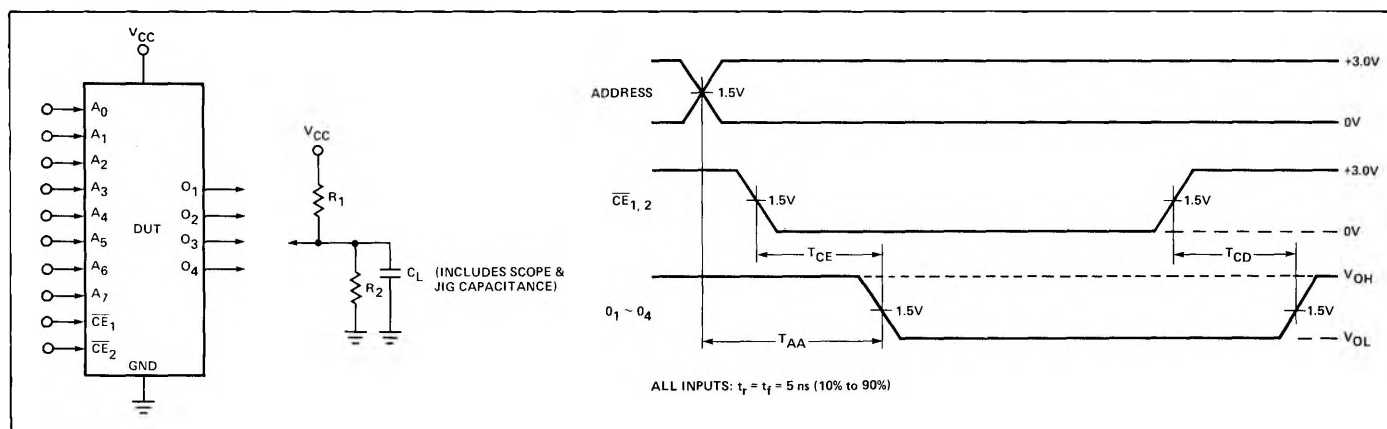 VCC
A0
A1
A2
A3
A4
A5
A6
A7
CE1
CE2
DUT
O1
O2
O3
O4
GND
VCC
R1
R2
CL (INCLUDES SCOPE &
JIG CAPACITANCE)
ADDRESS
1.5V
+3.0V
0V
CE1, 2
1.5V
1.5V
+3.0V
0V
TCE
TCD
01 ~ 04
1.5V
1.5V
VOH
VOL
TAA
ALL INPUTS: tr = tf = 5 ns (10% to 90%)